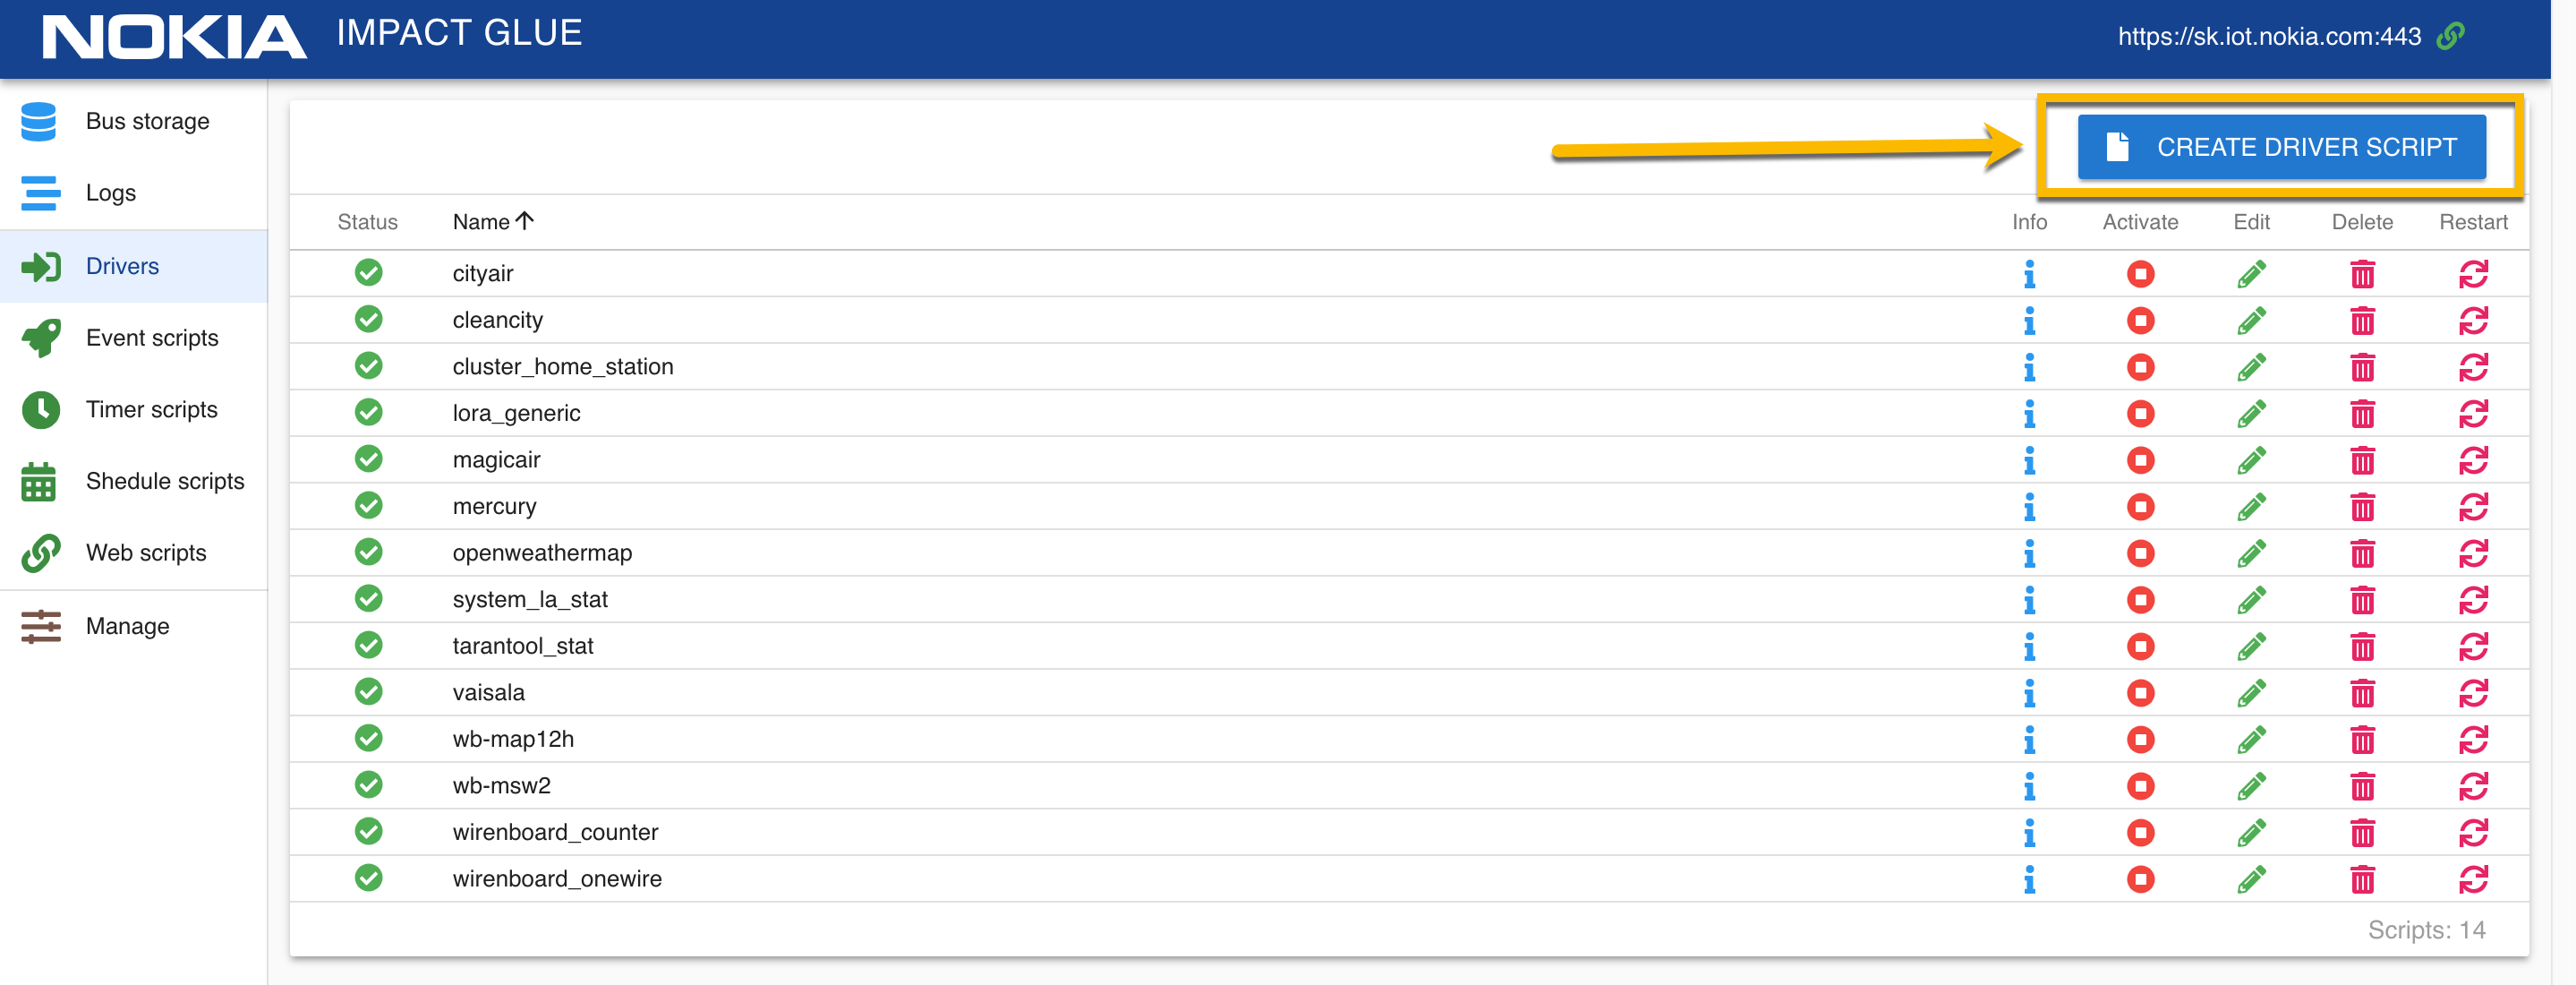 NOKIA IMPACT GLUE
https://sk.iot.nokia.com:443
Bus storage
Logs
Drivers
Event scripts
Timer scripts
Shedule scripts
Web scripts
Manage
CREATE DRIVER SCRIPT
Status Name Info Activate Edit Delete Restart
cityair
cleancity
cluster_home_station
lora_generic
magicair
mercury
openweathermap
system_la_stat
tarantool_stat
vaisala
wb-map12h
wb-msw2
wirenboard_counter
wirenboard_onewire
Scripts: 14